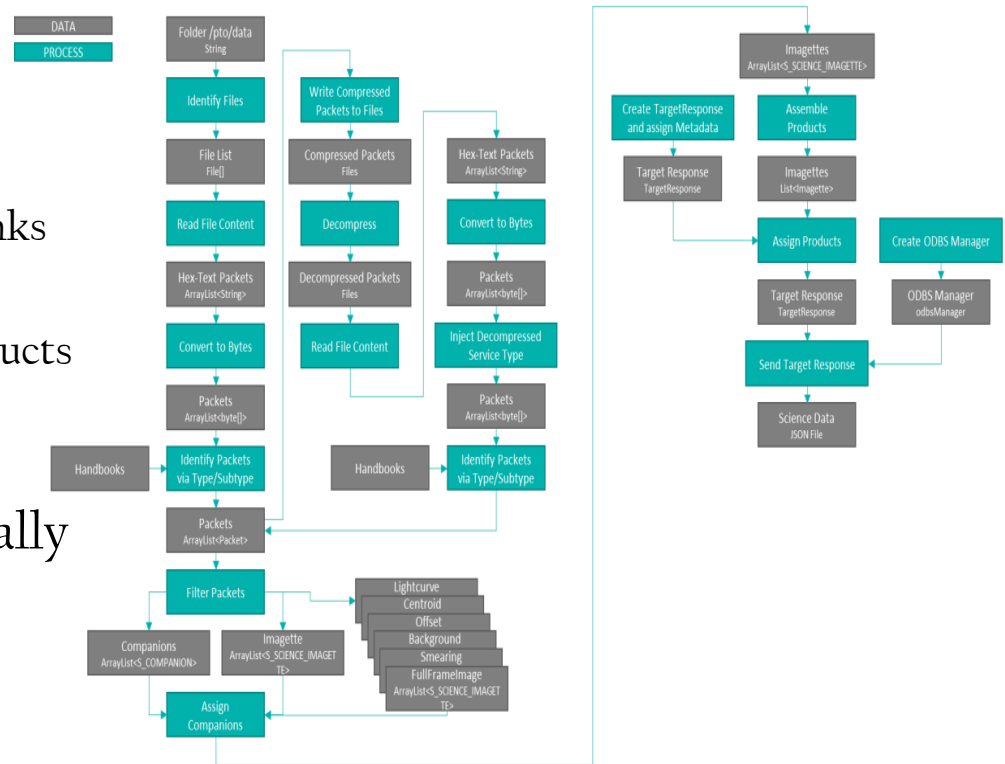 DATA
PROCESS
nks
ucts
ally
Folder /pto/data
String
Identify Files
File List
File[]
Read File Content
Hex-Text Packets
ArrayList<String>
Convert to Bytes
Packets
ArrayList<byte[]>
Handbooks
Identify Packets
via Type/Subtype
Packets
ArrayList<Packet>
Filter Packets
Companions
ArrayList<S_COMPANION>
Imagette
ArrayList<S_SCIENCE_IMAGET
TE>
Lightcurve
Centroid
Offset
Background
Smearing
FullFrameImage
ArrayList<S_SCIENCE_IMAGET
TE>
Assign
Companions
Write Compressed
Packets to Files
Compressed Packets
Files
Decompress
Decompressed Packets
Files
Read File Content
Hex-Text Packets
ArrayList<String>
Convert to Bytes
Packets
ArrayList<byte[]>
Inject Decompressed
Service Type
Packets
ArrayList<byte[]>
Handbooks
Identify Packets
via Type/Subtype
Imagettes
ArrayList<S_SCIENCE_IMAGETTE>
Create TargetResponse
and assign Metadata
Assemble
Products
Target Response
TargetResponse
Imagettes
List<Imagette>
Assign Products
Create ODBS Manager
Target Response
TargetResponse
ODBS Manager
odbsManager
Send Target Response
Science Data
JSON File